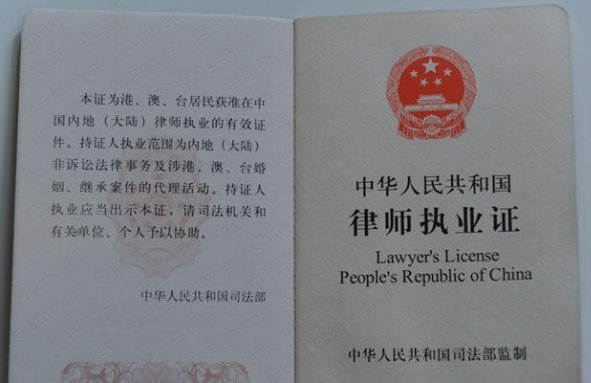 本证为港、澳、台居民获准在中
国内地（大陆）律师执业的有效证
件。持证人执业范围为内地（大陆）
非诉讼法律事务及涉港、澳、台婚
姻、继承案件的代理活动。持证人
执业应当出示本证，请司法机关和
有关单位、个人予以协助。
中华人民共和国司法部
中华人民共和国
律师执业证
Lawyer's License
People's Republic of China
中华人民共和国司法部监制